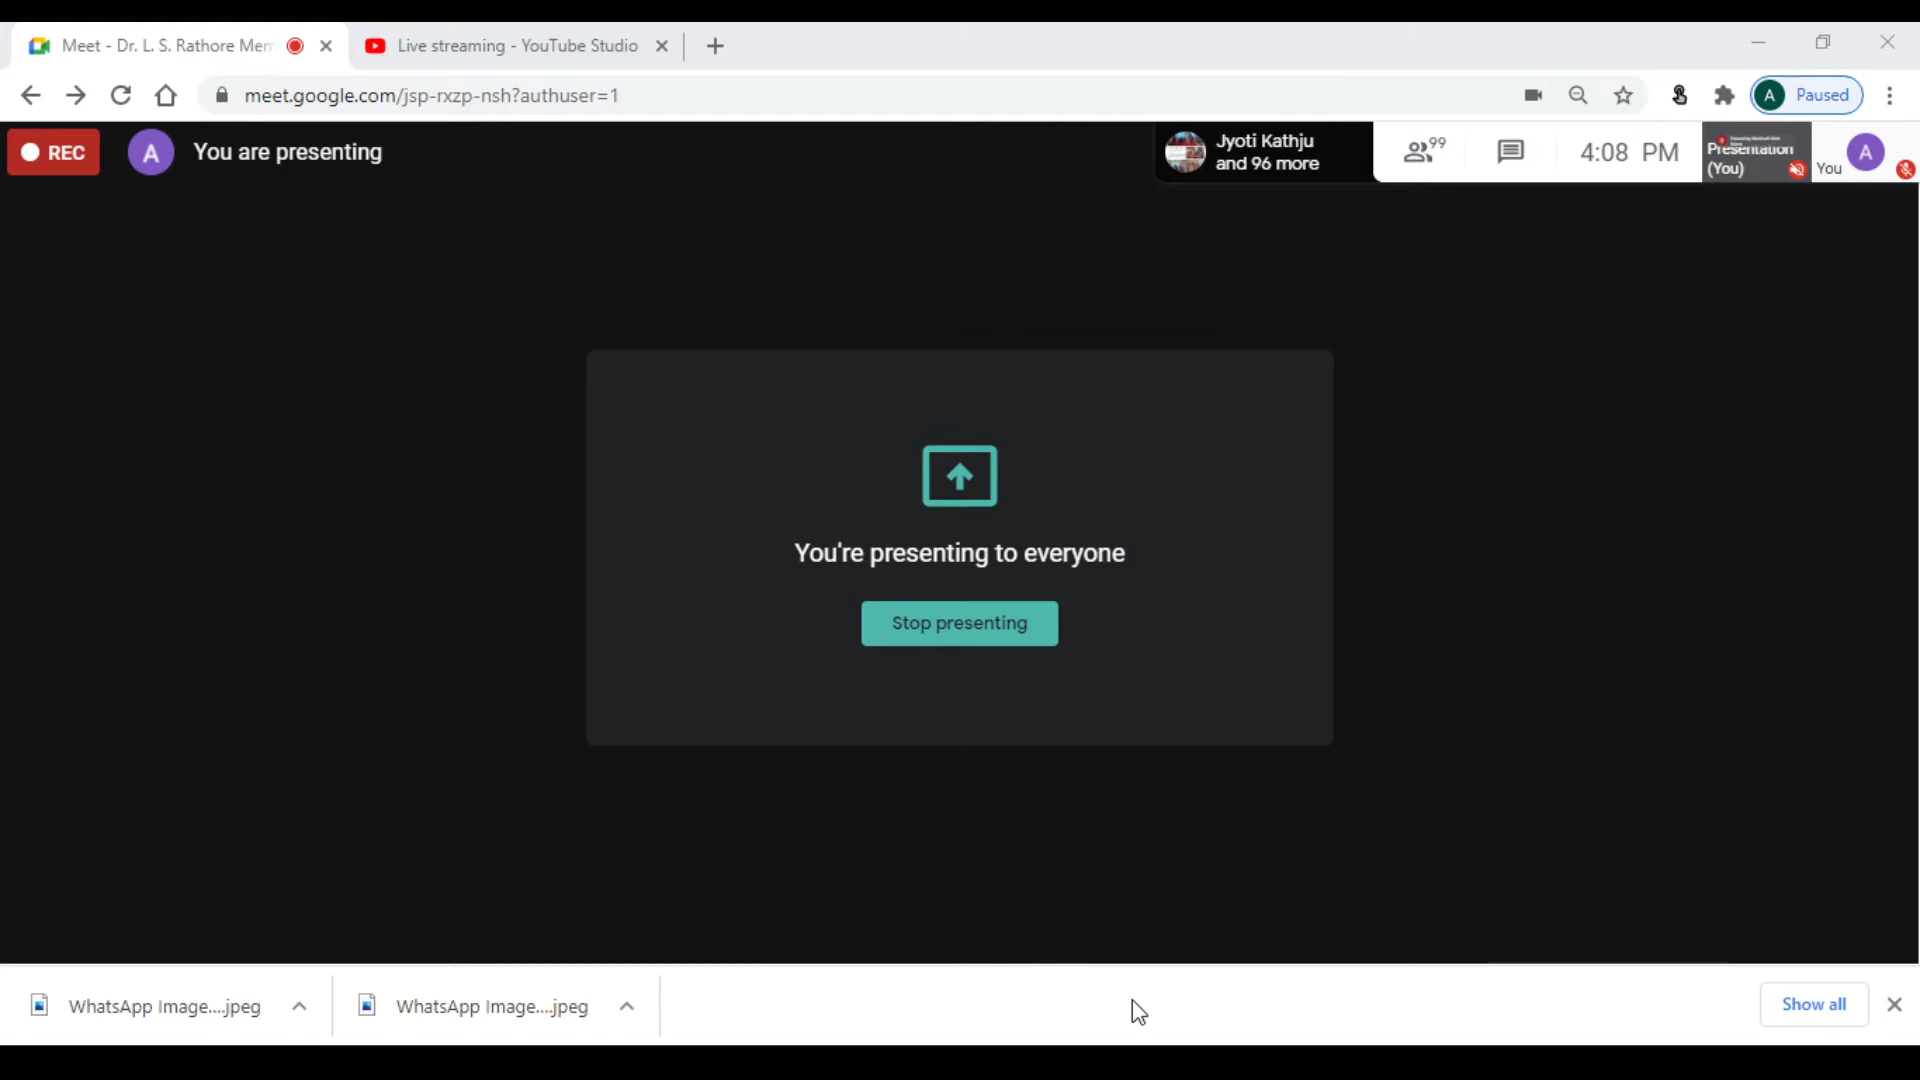 Meet - Dr. L. S. Rathore Mem
Live streaming - YouTube Studio
meet.google.com/jsp-rxzp-nsh?authuser=1
A Paused
REC
A
You are presenting
Jyoti Kathju
and 96 more
99
4:08 PM
Presentation
(You)
You
A
You're presenting to everyone
Stop presenting
WhatsApp Image....jpeg
WhatsApp Image....jpeg
Show all